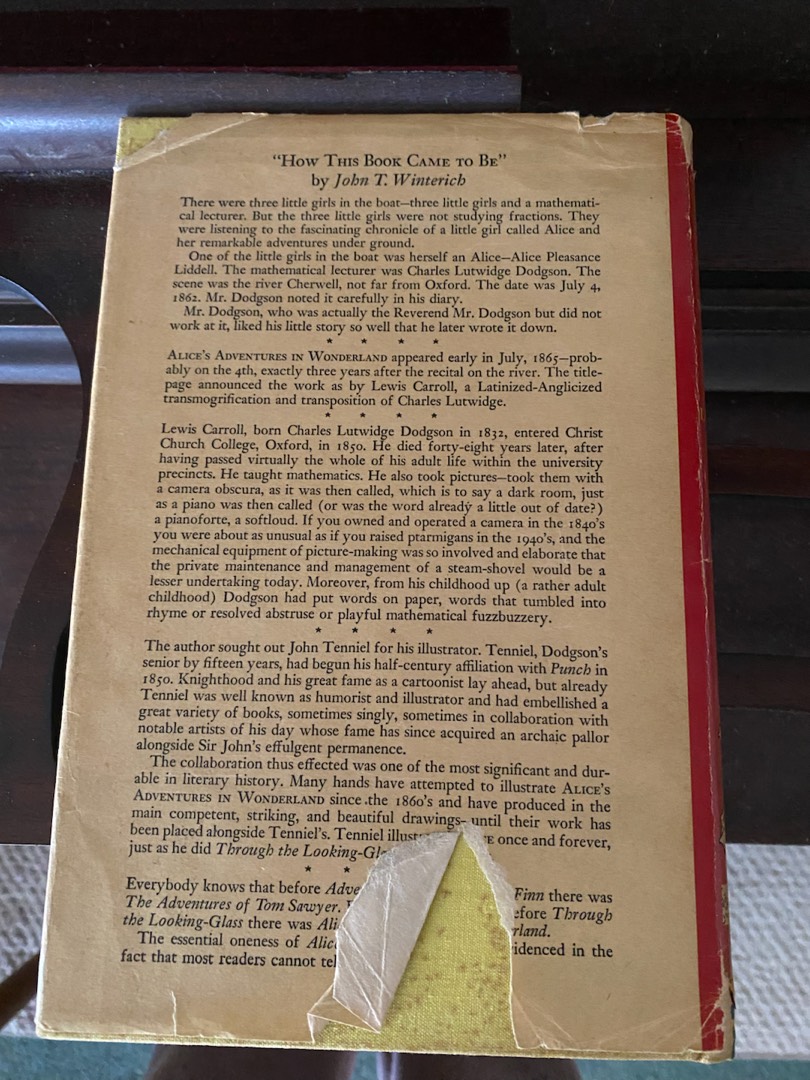 "How This Book Came to Be"
by John T. Winterich
There were three little girls in the boat—three little girls and a mathemati-
cal lecturer. But the three little girls were not studying fractions. They
were listening to the fascinating chronicle of a little girl called Alice and
her remarkable adventures under ground.
One of the little girls in the boat was herself an Alice—Alice Pleasance
Liddell. The mathematical lecturer was Charles Lutwidge Dodgson. The
scene was the river Cherwell, not far from Oxford. The date was July 4,
1862. Mr. Dodgson noted it carefully in his diary.
Mr. Dodgson, who was actually the Reverend Mr. Dodgson but did not
work at it, liked his little story so well that he later wrote it down.
* * * *
Alice's Adventures in Wonderland appeared early in July, 1865—prob-
ably on the 4th, exactly three years after the recital on the river. The title-
page announced the work as by Lewis Carroll, a Latinized-Anglicized
transmogrification and transposition of Charles Lutwidge.
* * * *
Lewis Carroll, born Charles Lutwidge Dodgson in 1832, entered Christ
Church College, Oxford, in 1850. He died forty-eight years later, after
having passed virtually the whole of his adult life within the university
precincts. He taught mathematics. He also took pictures—took them with
a camera obscura, as it was then called, which is to say a dark room, just
as a piano was then called (or was the word already a little out of date?)
a pianoforte, a softloud. If you owned and operated a camera in the 1840's
you were about as unusual as if you raised ptarmigans in the 1940's, and the
mechanical equipment of picture-making was so involved and elaborate that
the private maintenance and management of a steam-shovel would be a
lesser undertaking today. Moreover, from his childhood up (a rather adult
childhood) Dodgson had put words on paper, words that tumbled into
rhyme or resolved abstruse or playful mathematical fuzzbuzzery.
* * * *
The author sought out John Tenniel for his illustrator. Tenniel, Dodgson's
senior by fifteen years, had begun his half-century affiliation with Punch in
1850. Knighthood and his great fame as a cartoonist lay ahead, but already
Tenniel was well known as humorist and illustrator and had embellished a
great variety of books, sometimes singly, sometimes in collaboration with
notable artists of his day whose fame has since acquired an archaic pallor
alongside Sir John's effulgent permanence.
The collaboration thus effected was one of the most significant and dur-
able in literary history. Many hands have attempted to illustrate Alice's
Adventures in Wonderland since the 1860's and have produced in the
main competent, striking, and beautiful drawings—until their work has
been placed alongside Tenniel's. Tenniel once and forever,
just as he did Through the
* *
Everybody knows that before Finn there was
The Adventures of Tom Sawyer. Through
the Looking-Glass there was
The essential oneness of in the
fact that most readers cannot